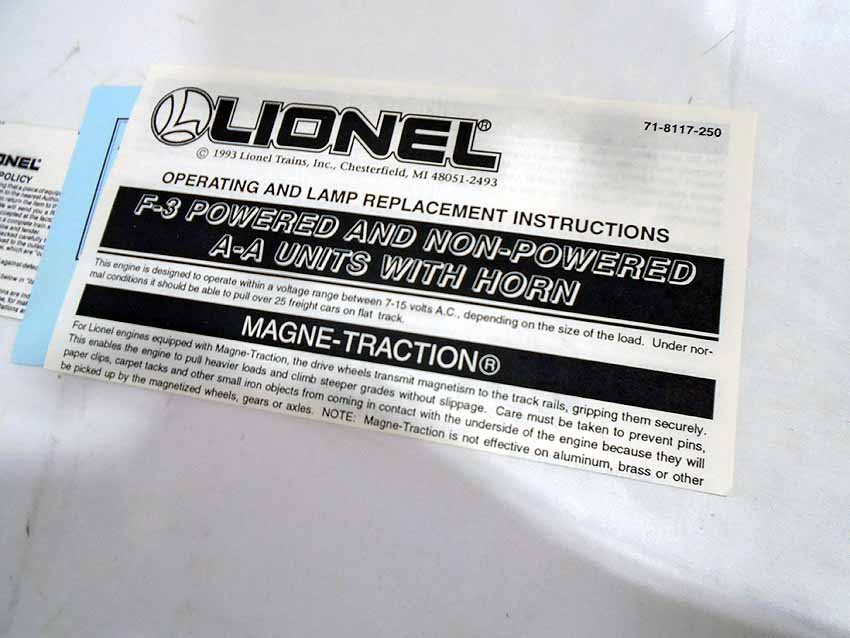 LIONEL®
71-8117-250
© 1993 Lionel Trains, Inc., Chesterfield, MI 48051-2493
OPERATING AND LAMP REPLACEMENT INSTRUCTIONS
F-3 POWERED AND NON-POWERED
A-A UNITS WITH HORN
This engine is designed to operate within a voltage range between 7-15 volts A.C., depending on the size of the load. Under nor-
mal conditions it should be able to pull over 25 freight cars on flat track.
MAGNE-TRACTION®
For Lionel engines equipped with Magne-Traction, the drive wheels transmit magnetism to the track rails, gripping them securely.
This enables the engine to pull heavier loads and climb steeper grades without slippage. Care must be taken to prevent pins,
paper clips, carpet tacks and other small iron objects from coming in contact with the underside of the engine because they will
be picked up by the magnetized wheels, gears or axles. NOTE: Magne-Traction is not effective on aluminum, brass or other
ONEL
POLICY